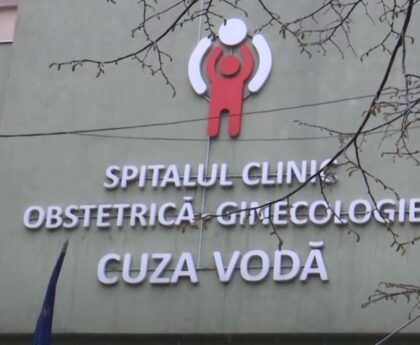 SPITALUL CLINIC
OBSTETRICĂ GINECOLOGIE
CUZA VODĂ